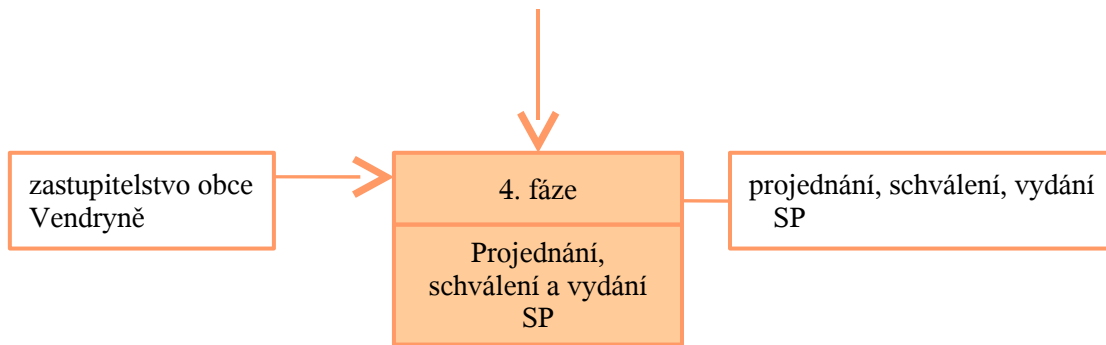 zastupitelstvo obce
Vendryně
4. fáze
Projednání,
schválení a vydání
SP
projednání, schválení, vydání
SP